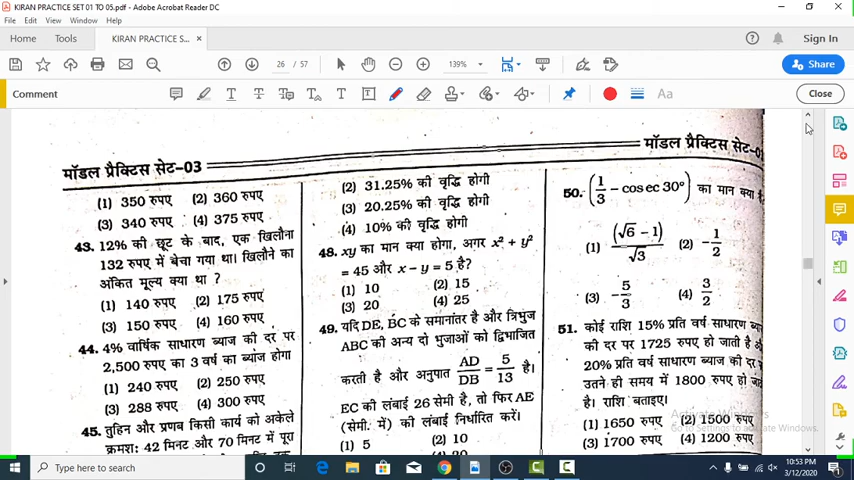 KIRAN PRACTICE SET 01 TO 05.pdf - Adobe Acrobat Reader DC
File Edit View Window Help
Home Tools KIRAN PRACTICE S... × Sign In
26 / 57 139% Share
Comment Close
मॉडल प्रैक्टिस सेट-03
(1) 350 रुपए (2) 360 रुपए
(3) 340 रुपए (4) 375 रुपए
43. 12% की छूट के बाद, एक खिलौना
132 रुपए में बेचा गया था। खिलौने का
अंकित मूल्य क्या था ?
(1) 140 रुपए (2) 175 रुपए
(3) 150 रुपए (4) 160 रुपए
44. 4% वार्षिक साधारण ब्याज की दर पर
2,500 रुपए का 3 वर्ष का ब्याज होगा
(1) 240 रुपए (2) 250 रुपए
(3) 288 रुपए (4) 300 रुपए
45. तुहिन और प्रणब किसी कार्य को अकेले
क्रमश: 42 मिनट और 70 मिनट में पूरा
(2) 31.25% की वृद्धि होगी
(3) 20.25% की वृद्धि होगी
(4) 10% की वृद्धि होगी
48. xy का मान क्या होगा, अगर x² + y²
= 45 और x – y = 5 है?
(1) 10 (2) 15
(3) 20 (4) 25
49. यदि DE, BC के समानांतर है और त्रिभुज
ABC की अन्य दो भुजाओं को द्विभाजित
करती है और अनुपात AD/DB = 5/13 है।
EC की लंबाई 26 सेमी है, तो फिर AE
(सेमी. में) की लंबाई निर्धारित करें।
(1) 5 (2) 10
मॉडल प्रैक्टिस सेट-0
50. (1/3 – cosec 30°) का मान क्या है
(1) (√6 – 1)/√3 (2) –1/2
(3) –5/3 (4) 3/2
51. कोई राशि 15% प्रति वर्ष साधारण ब्या
की दर पर 1725 रुपए हो जाती है
20% प्रति वर्ष साधारण ब्याज की दर
उतने ही समय में 1800 रुपए हो
है। राशि बताइए।
(1) 1650 रुपए (2) 1500 रुपए
(3) 1700 रुपए (4) 1200 रुपए
Activate Windows
Go to Settings to activate Windows.
Type here to search
10:53 PM
3/12/2020